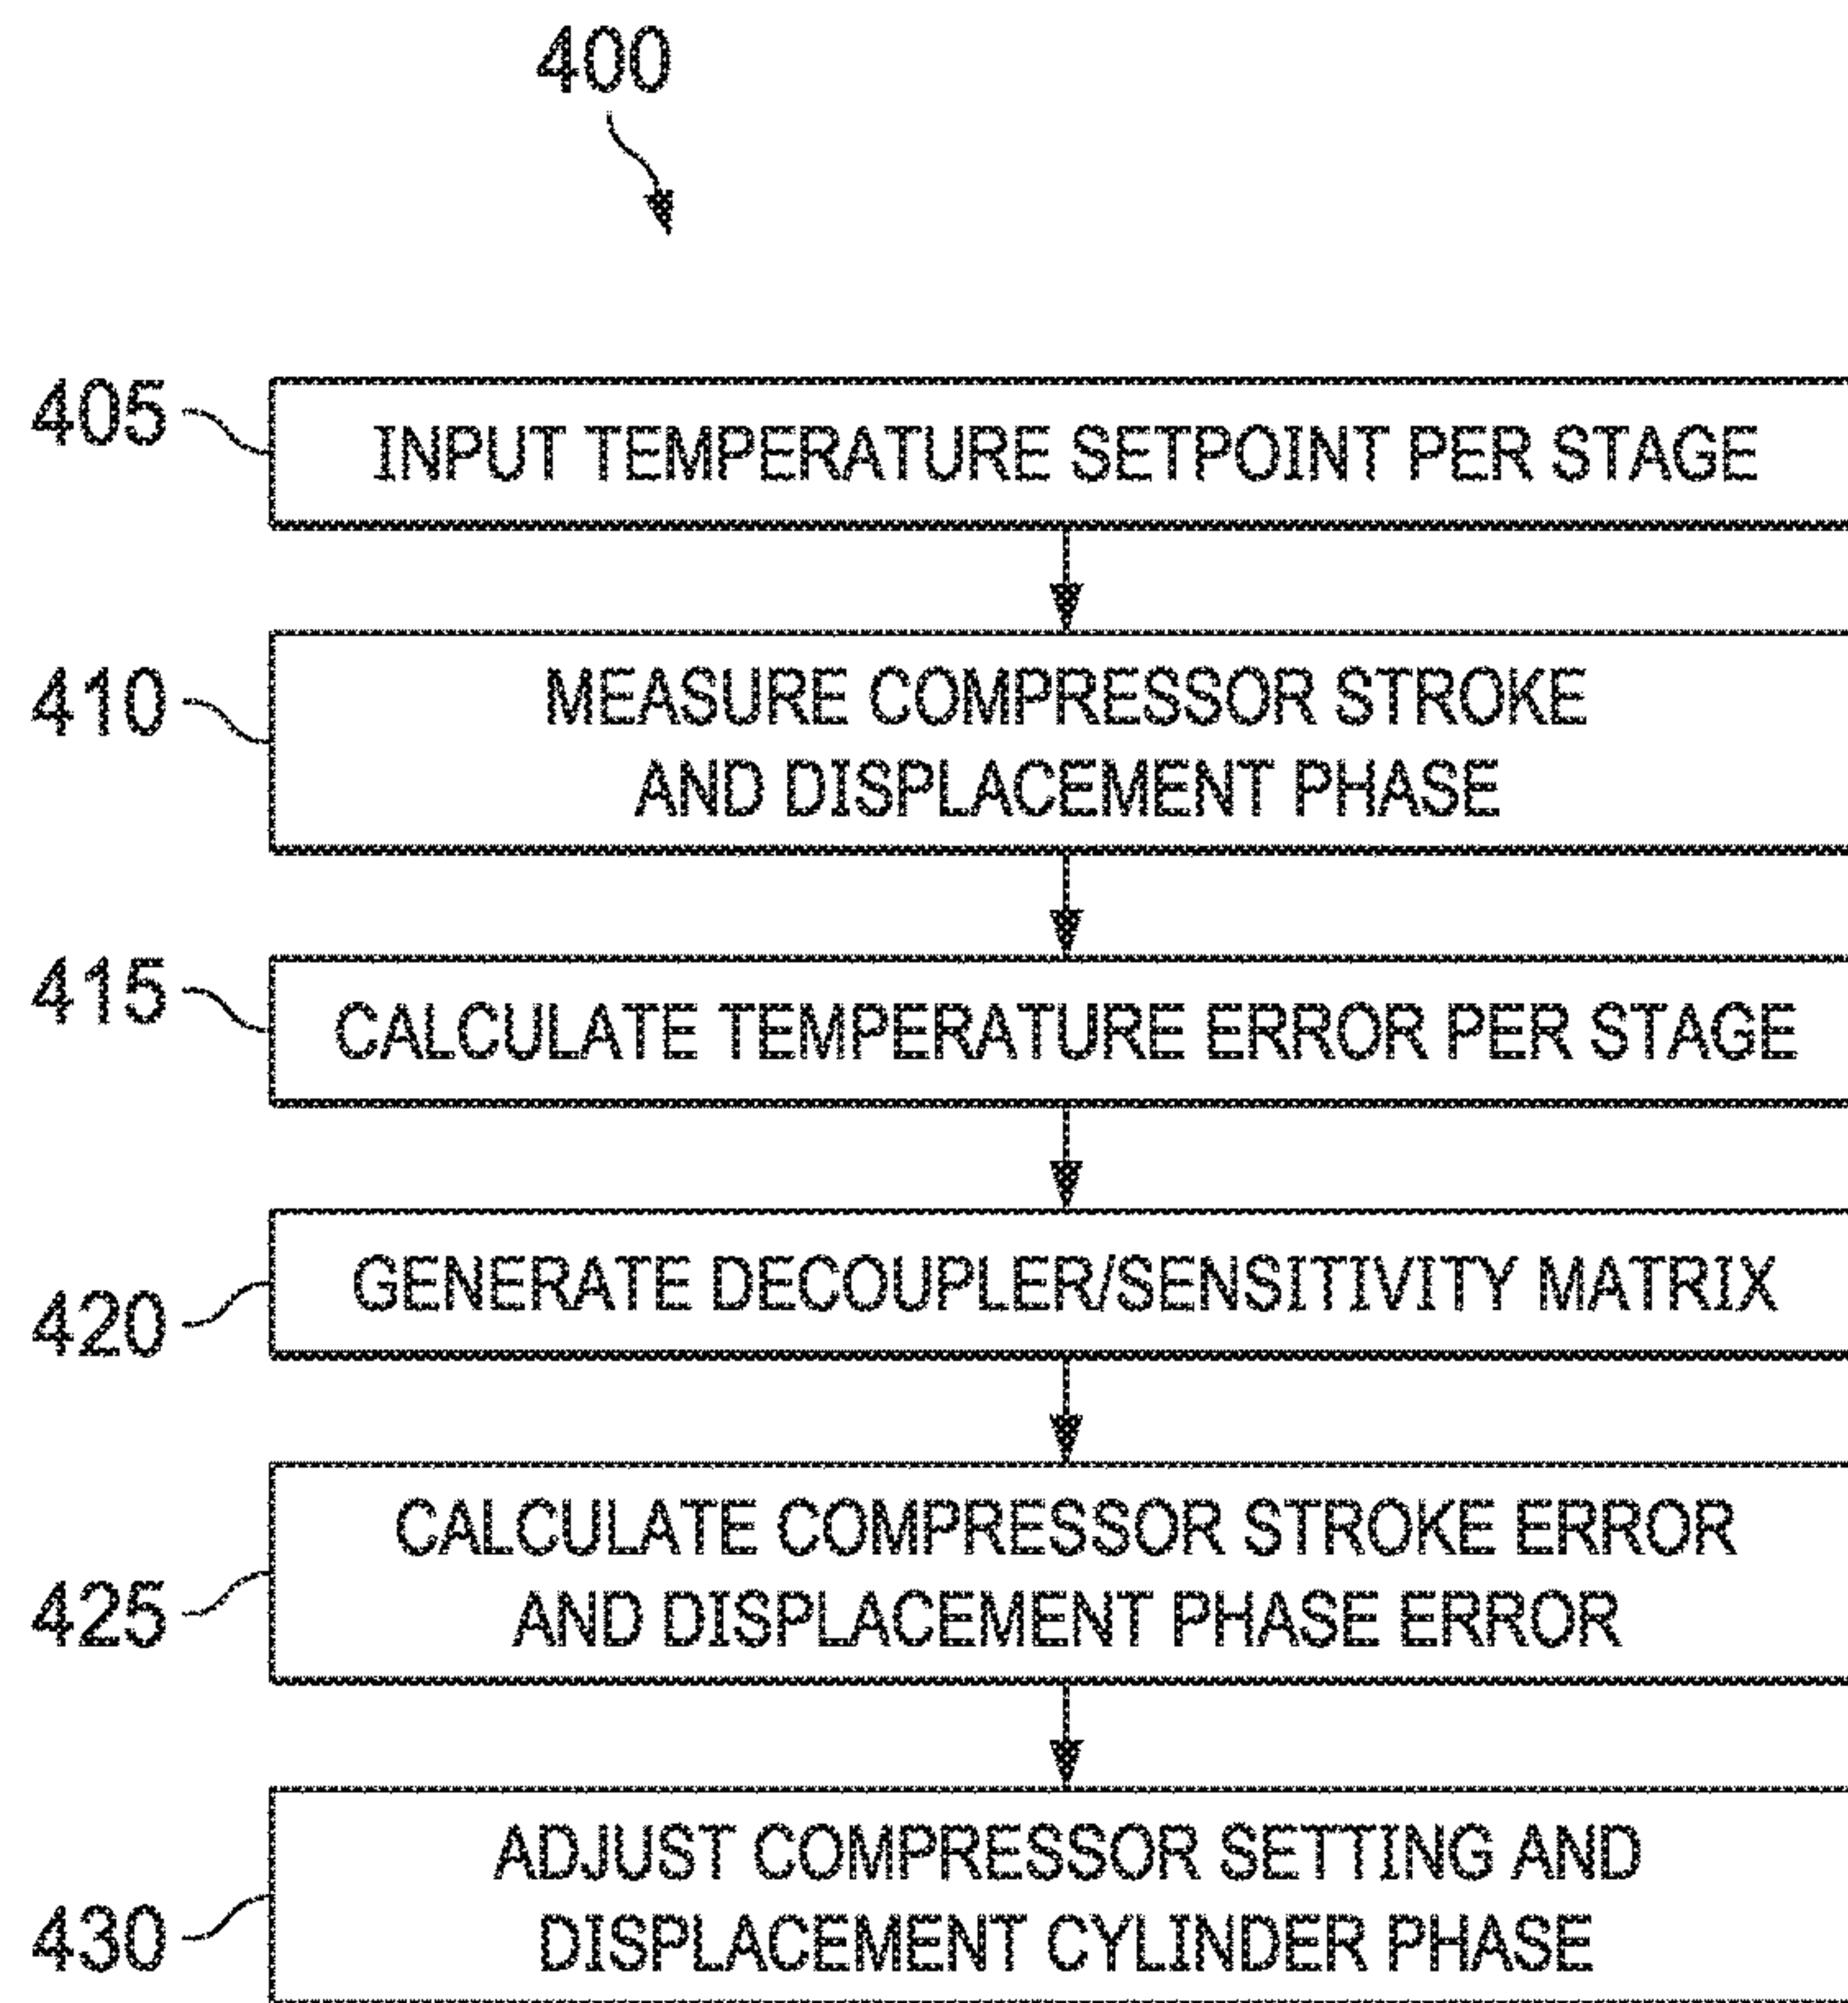 400
405
INPUT TEMPERATURE SETPOINT PER STAGE
410
MEASURE COMPRESSOR STROKE
AND DISPLACEMENT PHASE
415
CALCULATE TEMPERATURE ERROR PER STAGE
420
GENERATE DECOUPLER/SENSITIVITY MATRIX
425
CALCULATE COMPRESSOR STROKE ERROR
AND DISPLACEMENT PHASE ERROR
430
ADJUST COMPRESSOR SETTING AND
DISPLACEMENT CYLINDER PHASE